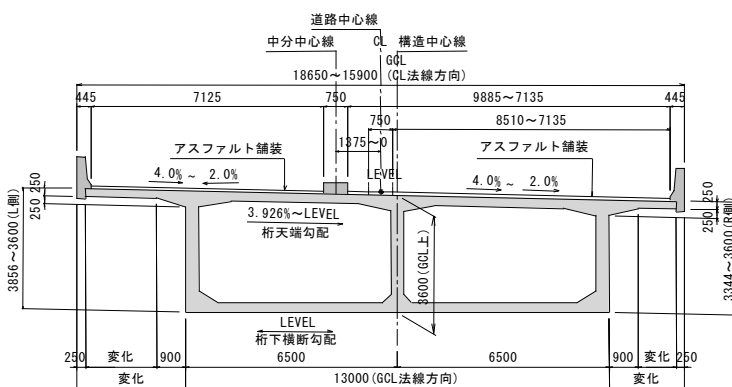 道路中心線
中分中心線
CL
構造中心線
GCL
18650～15900
(CL法線方向)
445
7125
750
9885～7135
445
750
8510～7135
1375～0
アスファルト舗装
アスファルト舗装
LEVEL
4.0%～ 2.0%
4.0%～ 2.0%
250
250
250
250
3.926%～LEVEL
桁天端勾配
3856～3600(L側)
3600(GCL上)
3344～3600(R側)
LEVEL
桁下横断勾配
250
変化
900
6500
6500
900
変化
250
変化
13000(GCL法線方向)
変化